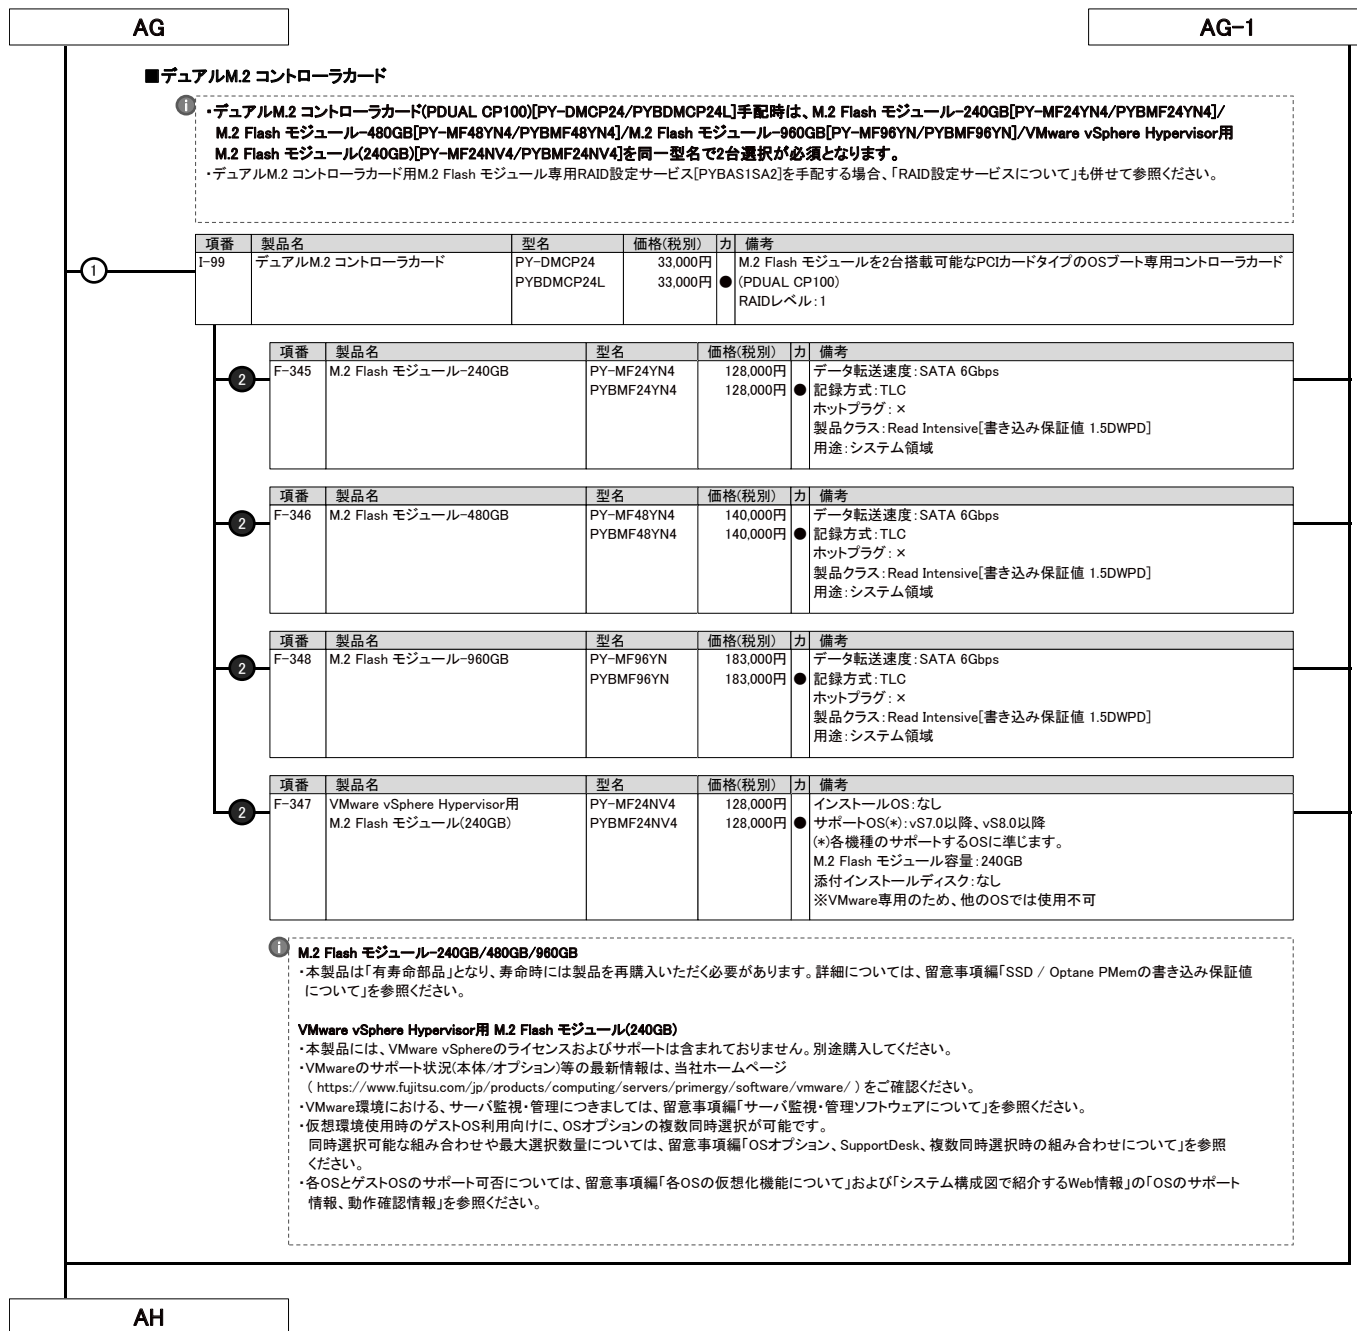 AG
AG-1
■デュアルM.2 コントローラカード
・デュアルM.2 コントローラカード(PDUAL CP100)[PY-DMCP24/PYBDMCP24L]手配時は、M.2 Flash モジュール-240GB[PY-MF24YN4/PYBMF24YN4]/
M.2 Flash モジュール-480GB[PY-MF48YN4/PYBMF48YN4]/M.2 Flash モジュール-960GB[PY-MF96YN/PYBMF96YN]/VMware vSphere Hypervisor用
M.2 Flash モジュール(240GB)[PY-MF24NV4/PYBMF24NV4]を同一型名で2台選択が必須となります。
・デュアルM.2 コントローラカード用M.2 Flash モジュール専用RAID設定サービス[PYBAS1SA2]を手配する場合、「RAID設定サービスについて」も併せて参照ください。
項番 製品名 型名 価格(税別) カ 備考
1 I-99 デュアルM.2 コントローラカード PY-DMCP24 33,000円 M.2 Flash モジュールを2台搭載可能なPCIカードタイプのOSブート専用コントローラカード
PYBDMCP24L 33,000円 ● (PDUAL CP100)
RAIDレベル:1
項番 製品名 型名 価格(税別) カ 備考
2 F-345 M.2 Flash モジュール-240GB PY-MF24YN4 128,000円 データ転送速度:SATA 6Gbps
PYBMF24YN4 128,000円 ● 記録方式:TLC
ホットプラグ:×
製品クラス:Read Intensive[書き込み保証値 1.5DWPD]
用途:システム領域
項番 製品名 型名 価格(税別) カ 備考
2 F-346 M.2 Flash モジュール-480GB PY-MF48YN4 140,000円 データ転送速度:SATA 6Gbps
PYBMF48YN4 140,000円 ● 記録方式:TLC
ホットプラグ:×
製品クラス:Read Intensive[書き込み保証値 1.5DWPD]
用途:システム領域
項番 製品名 型名 価格(税別) カ 備考
2 F-348 M.2 Flash モジュール-960GB PY-MF96YN 183,000円 データ転送速度:SATA 6Gbps
PYBMF96YN 183,000円 ● 記録方式:TLC
ホットプラグ:×
製品クラス:Read Intensive[書き込み保証値 1.5DWPD]
用途:システム領域
項番 製品名 型名 価格(税別) カ 備考
2 F-347 VMware vSphere Hypervisor用 PY-MF24NV4 128,000円 インストールOS:なし
M.2 Flash モジュール(240GB) PYBMF24NV4 128,000円 ● サポートOS(*):vS7.0以降、vS8.0以降
(*)各機種のサポートするOSに準じます。
M.2 Flash モジュール容量:240GB
添付インストールディスク:なし
※VMware専用のため、他のOSでは使用不可
M.2 Flash モジュール-240GB/480GB/960GB
・本製品は「有寿命部品」となり、寿命時には製品を再購入いただく必要があります。詳細については、留意事項編「SSD / Optane PMemの書き込み保証値
について」を参照ください。
VMware vSphere Hypervisor用 M.2 Flash モジュール(240GB)
・本製品には、VMware vSphereのライセンスおよびサポートは含まれておりません。別途購入してください。
・VMwareのサポート状況(本体/オプション)等の最新情報は、当社ホームページ
( https://www.fujitsu.com/jp/products/computing/servers/primergy/software/vmware/ ) をご確認ください。
・VMware環境における、サーバ監視・管理につきましては、留意事項編「サーバ監視・管理ソフトウェアについて」を参照ください。
・仮想環境使用時のゲストOS利用向けに、OSオプションの複数同時選択が可能です。
同時選択可能な組み合わせや最大選択数量については、留意事項編「OSオプション、SupportDesk、複数同時選択時の組み合わせについて」を参照
ください。
・各OSとゲストOSのサポート可否については、留意事項編「各OSの仮想化機能について」および「システム構成図で紹介するWeb情報」の「OSのサポート
情報、動作確認情報」を参照ください。
AH